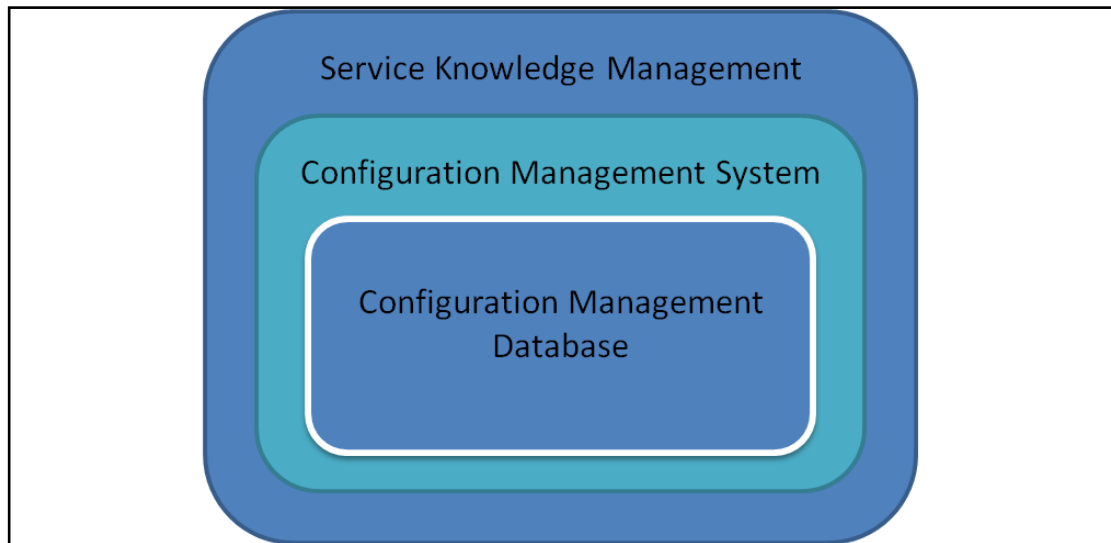 Service Knowledge Management
Configuration Management System
Configuration Management
Database